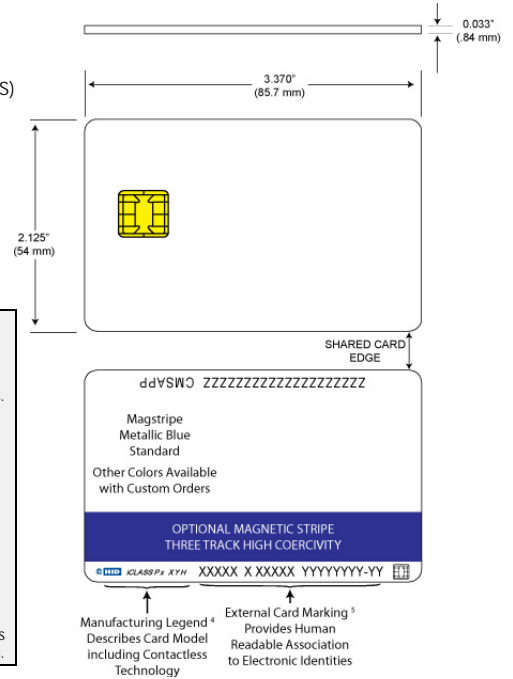 0.033"
(.84 mm)
S)
3.370"
(85.7 mm)
2.125"
(54 mm)
SHARED CARD
EDGE
CMSAPP ZZZZZZZZZZZZZZZZZZZZZZ
Magstripe
Metallic Blue
Standard
Other Colors Available
with Custom Orders
OPTIONAL MAGNETIC STRIPE
THREE TRACK HIGH COERCIVITY
© HID iCLASS Px XYH XXXXX X XXXXX YYYYYYYY-YY
Manufacturing Legend 4
Describes Card Model
including Contactless
Technology
External Card Marking 5
Provides Human
Readable Association
to Electronic Identities
s
s.